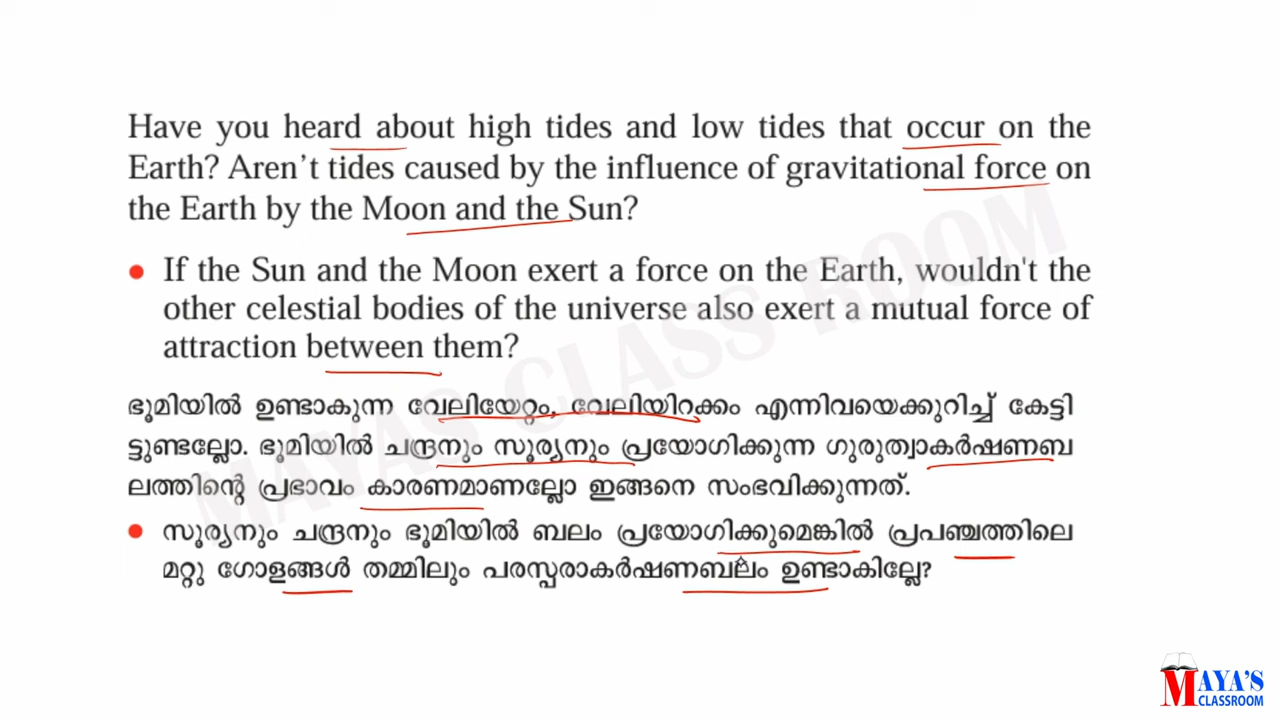 Have you heard about high tides and low tides that occur on the
Earth? Aren't tides caused by the influence of gravitational force on
the Earth by the Moon and the Sun?
• If the Sun and the Moon exert a force on the Earth, wouldn't the
other celestial bodies of the universe also exert a mutual force of
attraction between them?
ഭൂമിയിൽ ഉണ്ടാകുന്ന വേലിയേറ്റം, വേലിയിറക്കം എന്നിവയെക്കുറിച്ച് കേട്ടി
ട്ടുണ്ടല്ലോ. ഭൂമിയിൽ ചന്ദ്രനും സൂര്യനും പ്രയോഗിക്കുന്ന ഗുരുത്വാകർഷണബ
ലത്തിന്റെ പ്രഭാവം കാരണമാണല്ലോ ഇങ്ങനെ സംഭവിക്കുന്നത്.
• സൂര്യനും ചന്ദ്രനും ഭൂമിയിൽ ബലം പ്രയോഗിക്കുമെങ്കിൽ പ്രപഞ്ചത്തിലെ
മറ്റു ഗോളങ്ങൾ തമ്മിലും പരസ്പരാകർഷണബലം ഉണ്ടാകില്ലേ?
MAYAS CLASS ROOM
MAYA'S
CLASSROOM